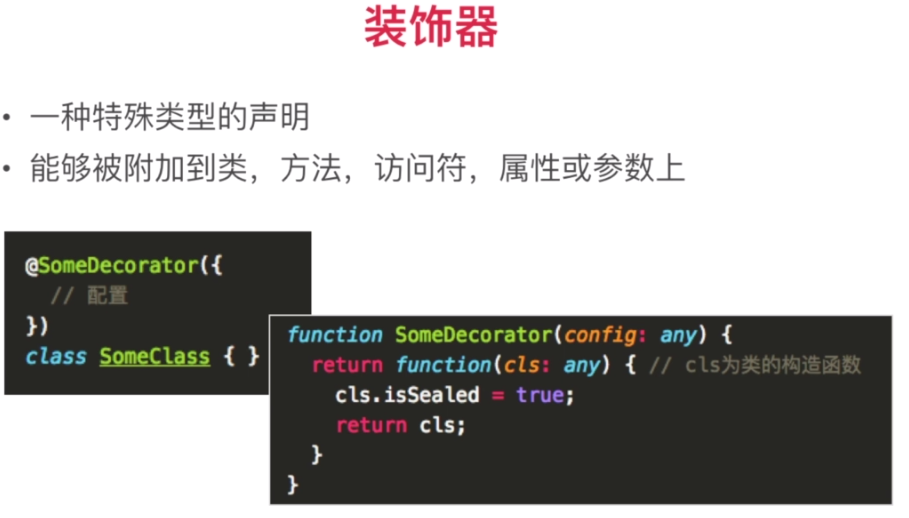 装饰器
• 一种特殊类型的声明
• 能够被附加到类，方法，访问符，属性或参数上
@SomeDecorator({
  // 配置
})
class SomeClass { }
function SomeDecorator(config: any) {
  return function(cls: any) { // cls为类的构造函数
    cls.isSealed = true;
    return cls;
  }
}